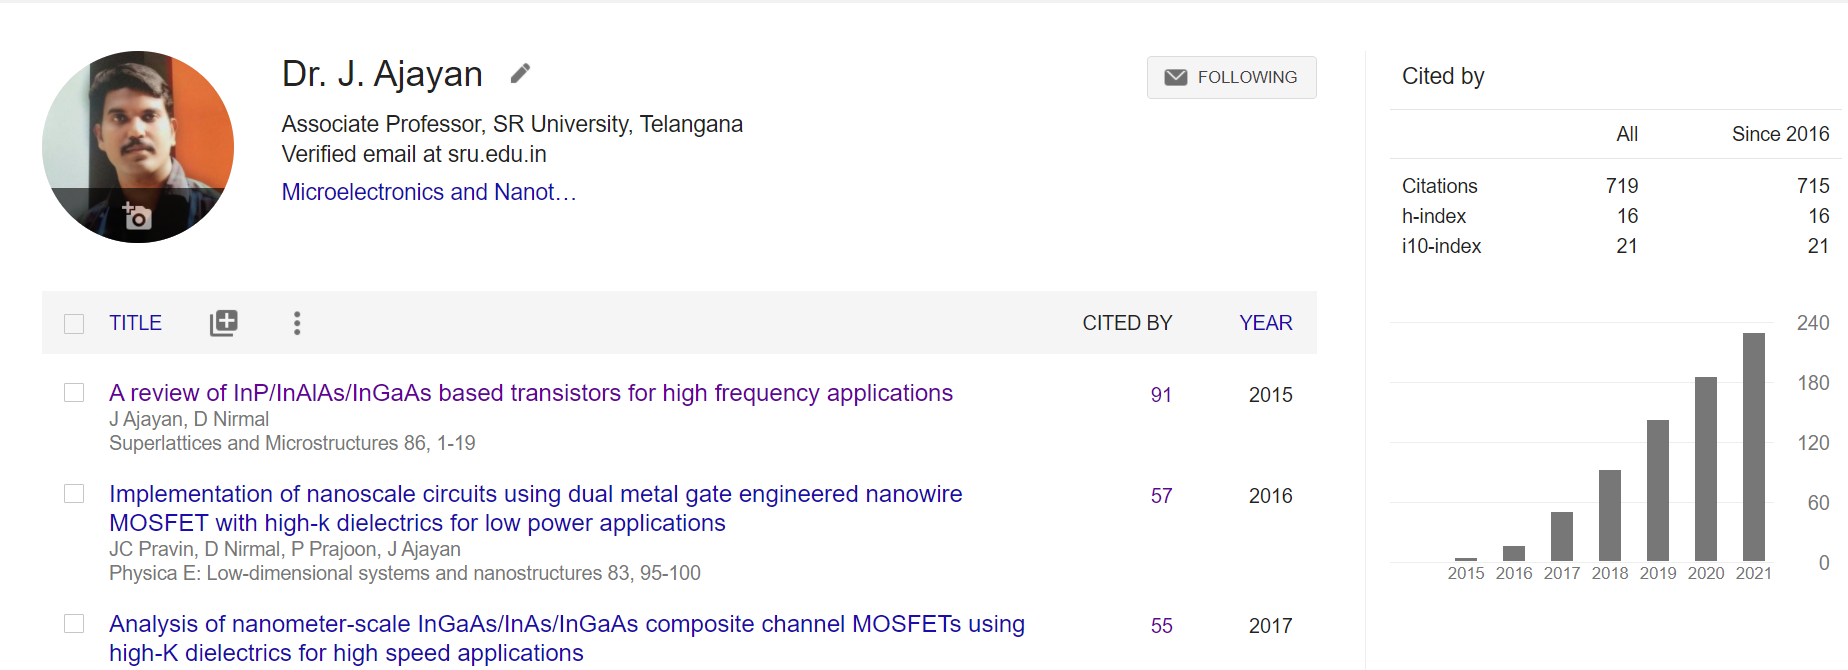 Dr. J. Ajayan
FOLLOWING
Associate Professor, SR University, Telangana
Verified email at sru.edu.in
Microelectronics and Nanot…
TITLE CITED BY YEAR
A review of InP/InAlAs/InGaAs based transistors for high frequency applications 91 2015
J Ajayan, D Nirmal
Superlattices and Microstructures 86, 1-19
Implementation of nanoscale circuits using dual metal gate engineered nanowire 57 2016
MOSFET with high-k dielectrics for low power applications
JC Pravin, D Nirmal, P Prajoon, J Ajayan
Physica E: Low-dimensional systems and nanostructures 83, 95-100
Analysis of nanometer-scale InGaAs/InAs/InGaAs composite channel MOSFETs using 55 2017
high-K dielectrics for high speed applications
Cited by
All Since 2016
Citations 719 715
h-index 16 16
i10-index 21 21
240
180
120
60
0
2015 2016 2017 2018 2019 2020 2021